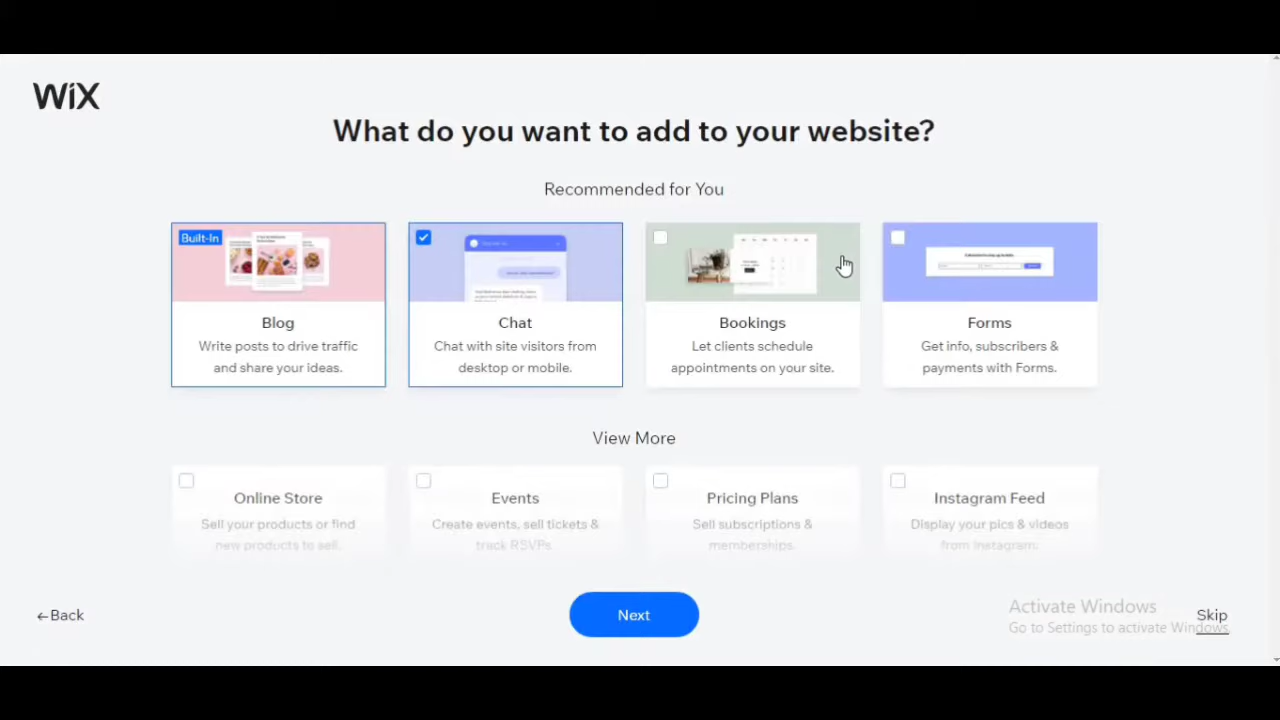 WiX
What do you want to add to your website?
Recommended for You
Built-In
Blog
Write posts to drive traffic
and share your ideas.
Chat
Chat with site visitors from
desktop or mobile.
Bookings
Let clients schedule
appointments on your site.
Forms
Get info, subscribers &
payments with Forms.
View More
Online Store
Sell your products or find
new products to sell.
Events
Create events, sell tickets &
track RSVPs.
Pricing Plans
Sell subscriptions &
memberships.
Instagram Feed
Display your pics & videos
from Instagram.
←Back
Next
Activate Windows
Go to Settings to activate Windows.
Skip